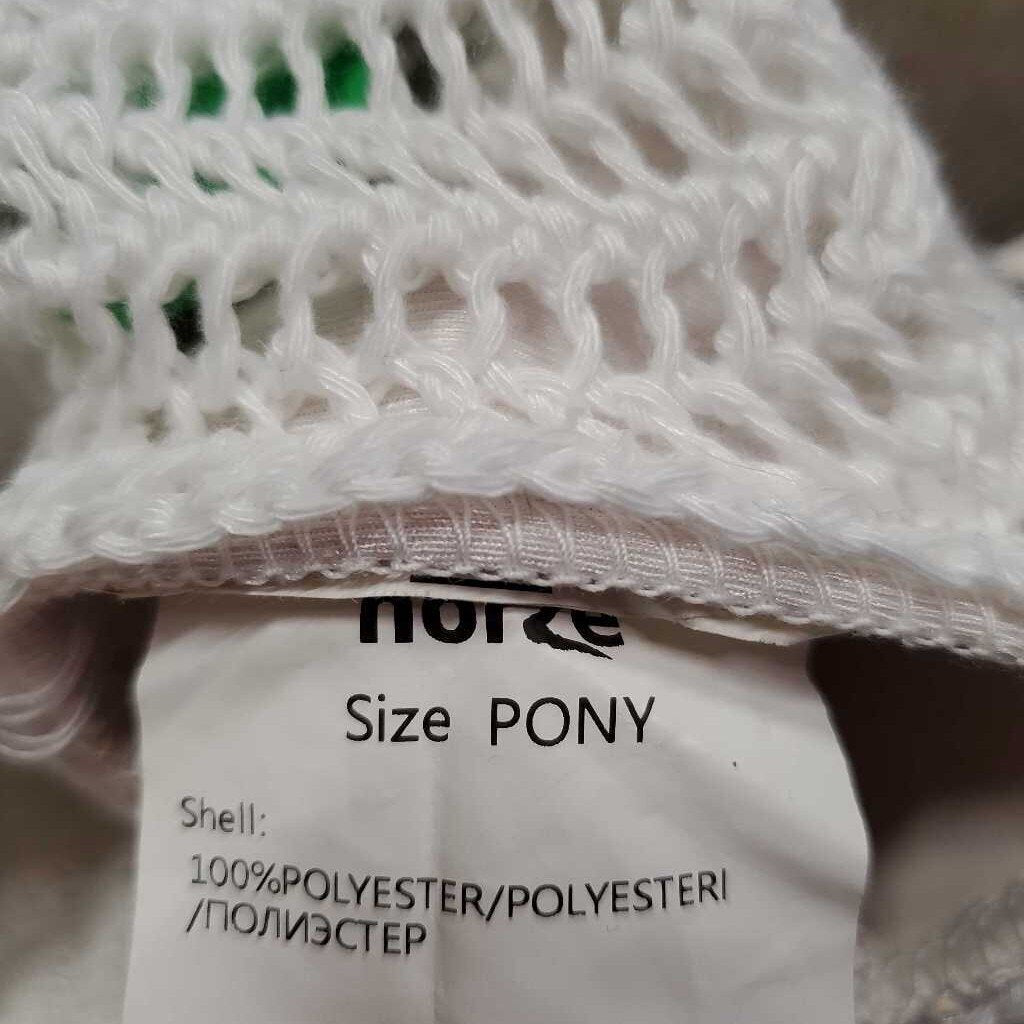 horze
Size PONY
Shell:
100%POLYESTER/POLYESTERI
/ПОЛИЭСТЕР